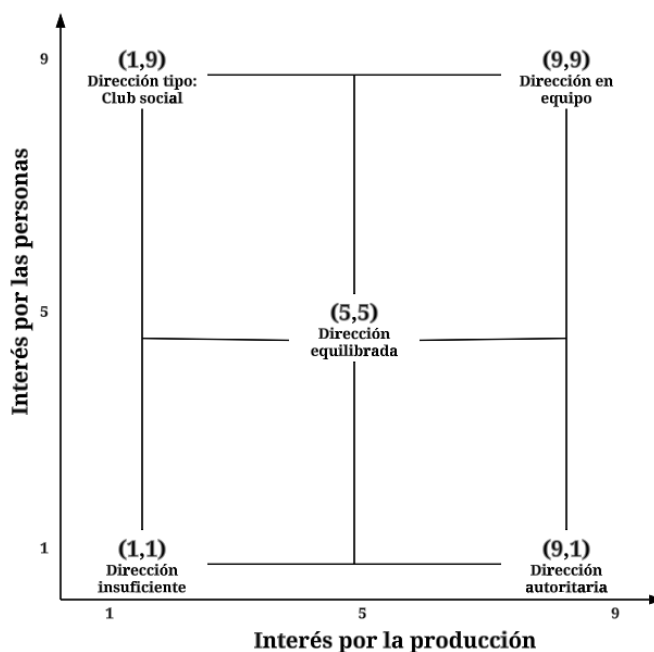 9
(1,9)
Dirección tipo:
Club social
(9,9)
Dirección en
equipo
Interés por las personas
5
(5,5)
Dirección
equilibrada
1
(1,1)
Dirección
insuficiente
(9,1)
Dirección
autoritaria
1
5
9
Interés por la producción